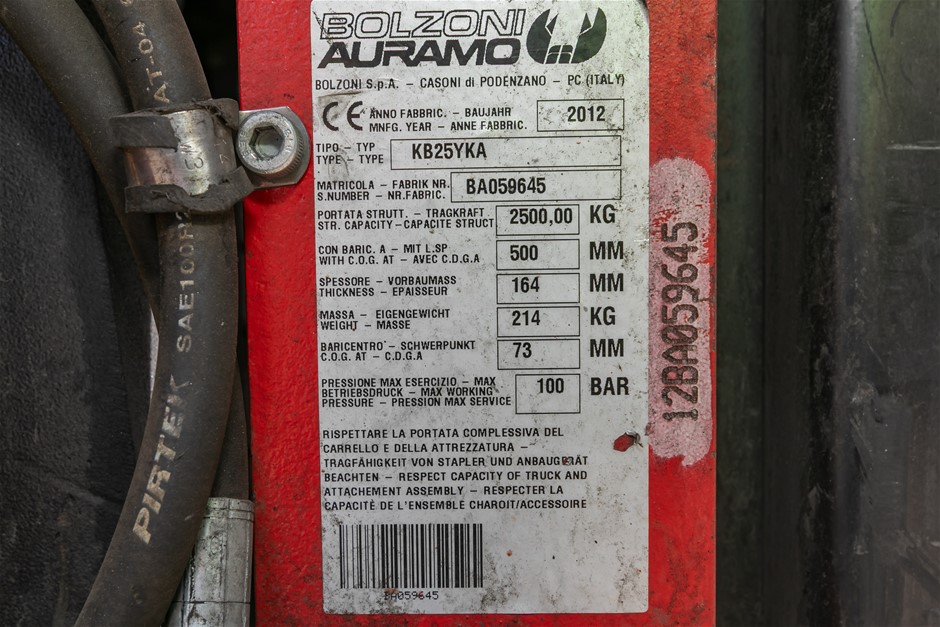 BOLZONI
AURAMO
BOLZONI S.p.A. - CASONI di PODENZANO - PC (ITALY)
CE ANNO FABBRIC. - BAUJAHR 2012
MNFG. YEAR - ANNE FABBRIC.
TIPO - TYP KB25YKA
TYPE - TYPE
MATRICOLA - FABRIK NR. BA059645
S.NUMBER - NR.FABRIC.
PORTATA STRUTT. - TRAGKRAFT 2500,00 KG
STR. CAPACITY - CAPACITE STRUCT
CON BARIC. A - MIT L.SP 500 MM
WITH C.O.G. AT - AVEC C.D.G.A
SPESSORE - VORBAUMASS 164 MM
THICKNESS - EPAISSEUR
MASSA - EIGENGEWICHT 214 KG
WEIGHT - MASSE
BARICENTRO - SCHWERPUNKT 73 MM
C.O.G. AT - C.D.G.A
PRESSIONE MAX ESERCIZIO - MAX 100 BAR
BETRIEBSDRUCK - MAX WORKING
PRESSURE - PRESSION MAX SERVICE
RISPETTARE LA PORTATA COMPLESSIVA DEL
CARRELLO E DELLA ATTREZZATURA -
TRAGFÄHIGKEIT VON STAPLER UND ANBAUGERÄT
BEACHTEN - RESPECT CAPACITY OF TRUCK AND
ATTACHEMENT ASSEMBLY - RESPECTER LA
CAPACITÉ DE L'ENSEMBLE CHAROIT/ACCESSOIRE
BA059645
12BA059645
PIRTEK SAE100R
AT-04